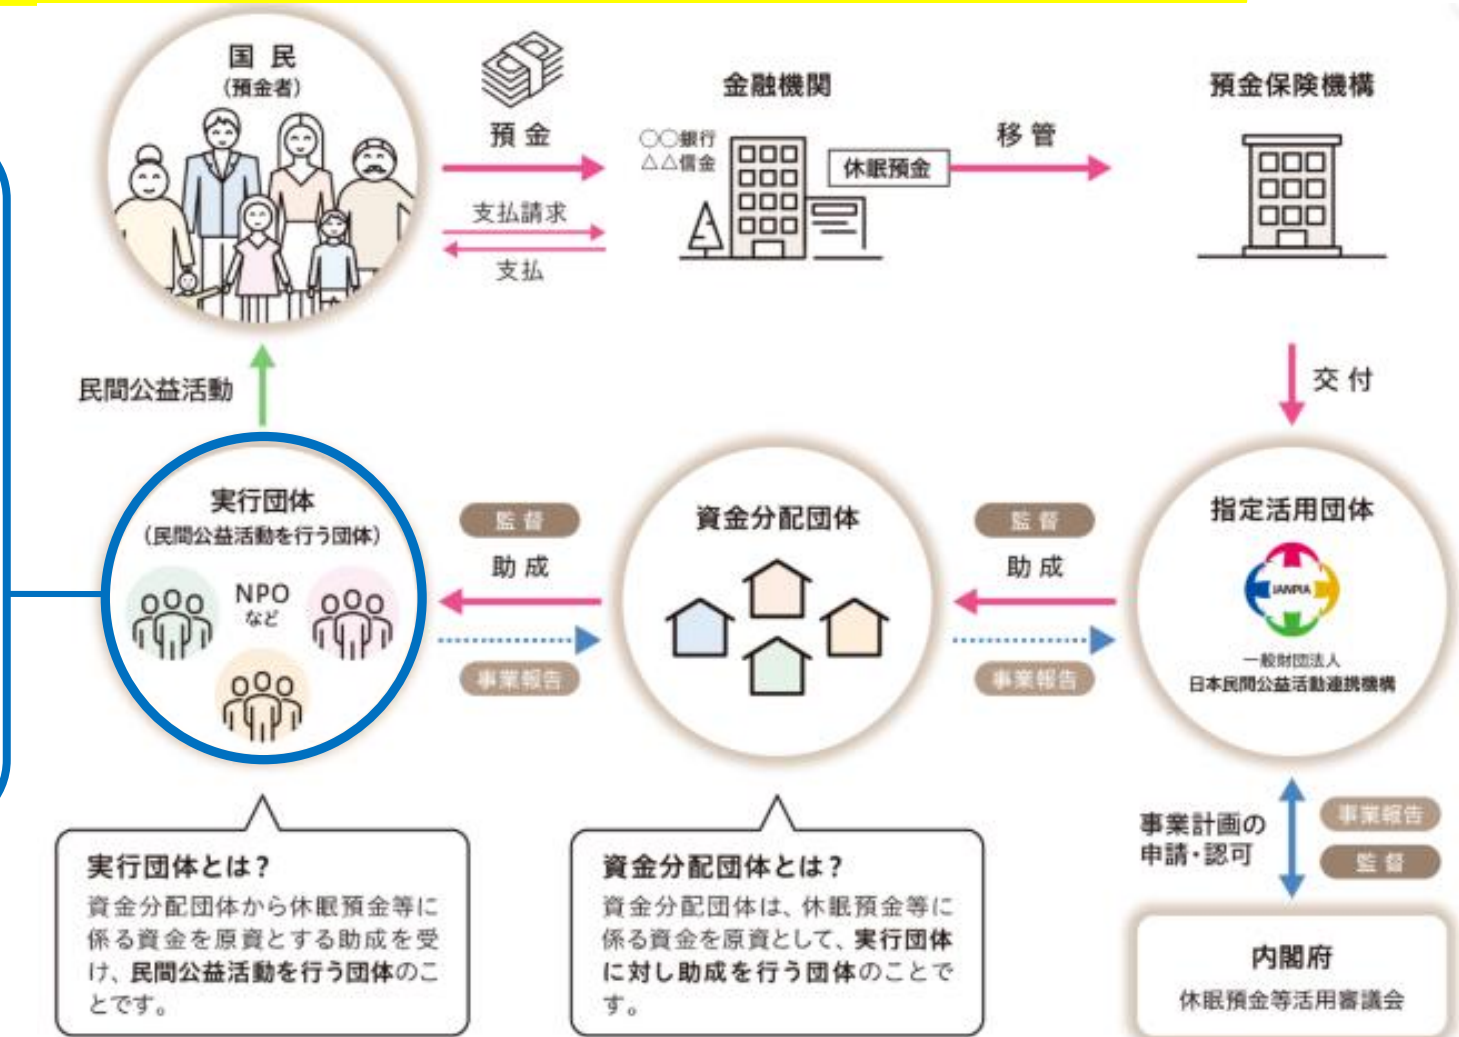 国 民
(預金者)
預 金
支払請求
支払
金融機関
〇〇銀行
△△信金
休眠預金
移 管
預金保険機構
交 付
民間公益活動
実行団体
(民間公益活動を行う団体)
NPO
など
監 督
助 成
事業報告
資金分配団体
監 督
助 成
事業報告
指定活用団体
JANPIA
一般財団法人
日本民間公益活動連携機構
事業計画の
申請・認可
事業報告
監 督
内閣府
休眠預金等活用審議会
実行団体とは？
資金分配団体から休眠預金等に
係る資金を原資とする助成を受
け、民間公益活動を行う団体のこ
とです。
資金分配団体とは？
資金分配団体は、休眠預金等に
係る資金を原資として、実行団体
に対し助成を行う団体のことで
す。